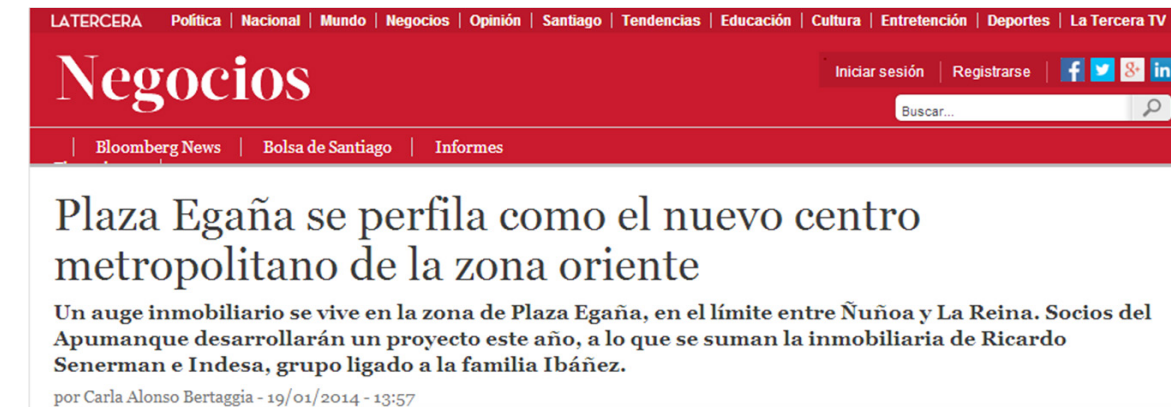 LATERCERA Política | Nacional | Mundo | Negocios | Opinión | Santiago | Tendencias | Educación | Cultura | Entretención | Deportes | La Tercera TV
Negocios
Iniciar sesión | Registrarse |
Buscar...
| Bloomberg News | Bolsa de Santiago | Informes
Plaza Egaña se perfila como el nuevo centro
metropolitano de la zona oriente
Un auge inmobiliario se vive en la zona de Plaza Egaña, en el límite entre Ñuñoa y La Reina. Socios del
Apumanque desarrollarán un proyecto este año, a lo que se suman la inmobiliaria de Ricardo
Senerman e Indesa, grupo ligado a la familia Ibáñez.
por Carla Alonso Bertaggia - 19/01/2014 - 13:57